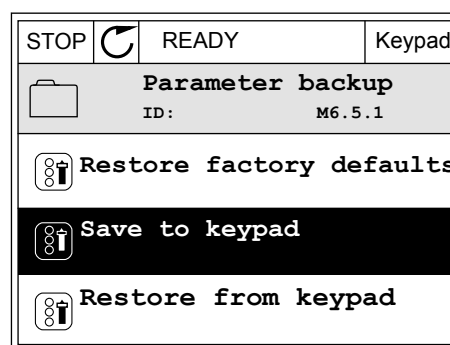 STOP READY Keypad
Parameter backup
ID: M6.5.1
Restore factory defaults
Save to keypad
Restore from keypad